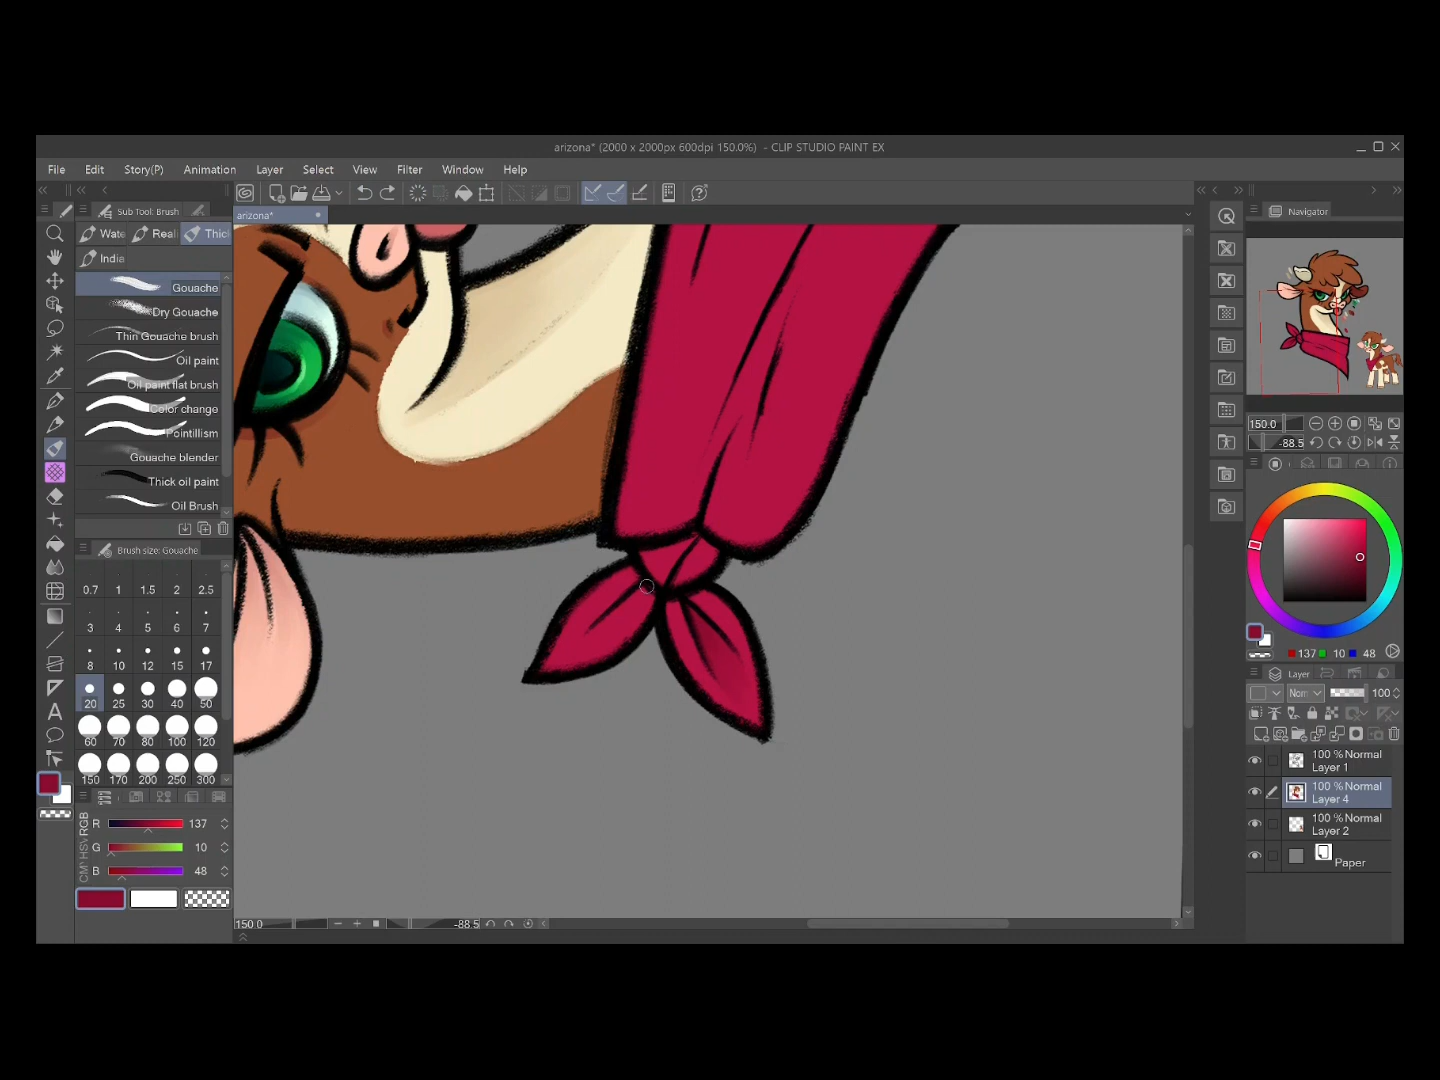 arizona* (2000 x 2000px 600dpi 150.0%) - CLIP STUDIO PAINT EX
File Edit Story(P) Animation Layer Select View Filter Window Help
Sub Tool: Brush
arizona*
Navigator
Wate Real Thic
India
Gouache
Dry Gouache
Thin Gouache brush
Oil paint
Oil paint flat brush
Color change
Pointillism
Gouache blender
Thick oil paint
Oil Brush
Brush size: Gouache
0.7 1 1.5 2 2.5
3 4 5 6 7
8 10 12 15 17
20 25 30 40 50
60 70 80 100 120
150 170 200 250 300
RGB
HSV
CMY
R 137
G 10
B 48
150.0 -88.5
150.0
-88.5
137 10 48
Layer
Norm 100
100 % Normal
Layer 1
100 % Normal
Layer 4
100 % Normal
Layer 2
Paper